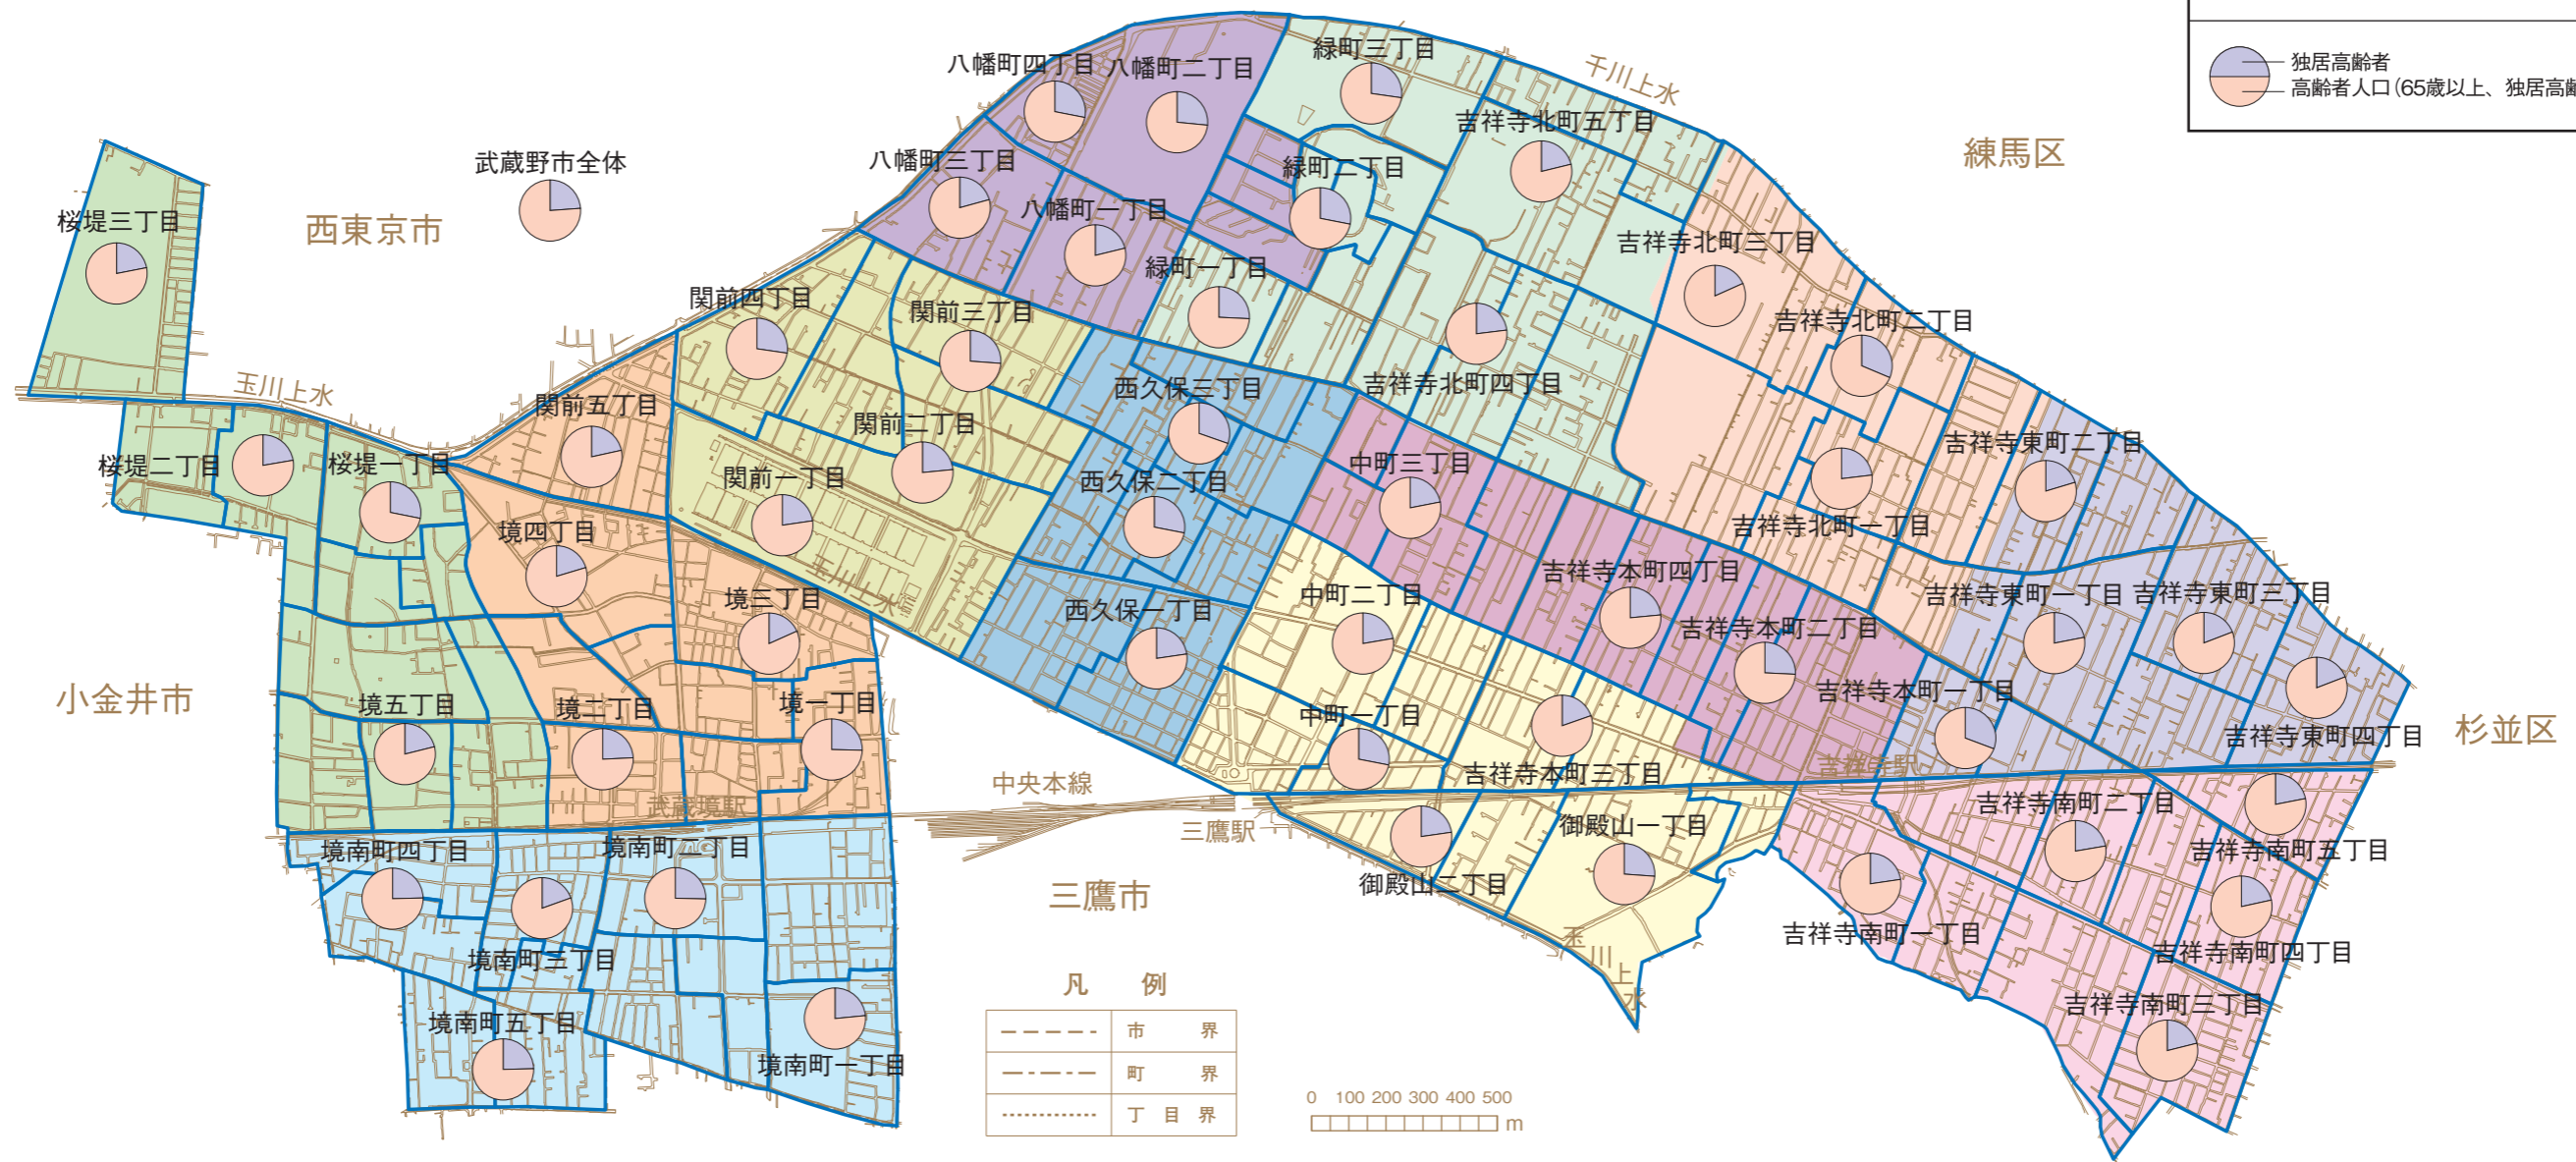 独居高齢者
高齢者人口(65歳以上、独居高齢
千川上水
練馬区
緑町三丁目
八幡町四丁目
八幡町二丁目
吉祥寺北町五丁目
武蔵野市全体
八幡町三丁目
緑町二丁目
桜堤三丁目
西東京市
八幡町一丁目
吉祥寺北町三丁目
緑町一丁目
関前四丁目
関前三丁目
吉祥寺北町二丁目
玉川上水
西久保三丁目
吉祥寺北町四丁目
関前五丁目
関前二丁目
吉祥寺東町二丁目
桜堤二丁目
桜堤一丁目
中町三丁目
関前一丁目
西久保二丁目
吉祥寺北町一丁目
境四丁目
玉川上水
吉祥寺本町四丁目
境三丁目
西久保一丁目
中町二丁目
吉祥寺東町一丁目
吉祥寺東町三丁目
吉祥寺本町二丁目
小金井市
境五丁目
境二丁目
境一丁目
中町一丁目
吉祥寺本町一丁目
吉祥寺東町四丁目
杉並区
中央本線
吉祥寺本町三丁目
吉祥寺駅
武蔵境駅
三鷹駅
吉祥寺南町二丁目
境南町四丁目
境南町二丁目
御殿山一丁目
吉祥寺南町五丁目
三鷹市
御殿山二丁目
境南町三丁目
玉川上水
吉祥寺南町一丁目
吉祥寺南町四丁目
凡 例
市 界
町 界
丁 目 界
境南町五丁目
境南町一丁目
吉祥寺南町三丁目
0 100 200 300 400 500
m